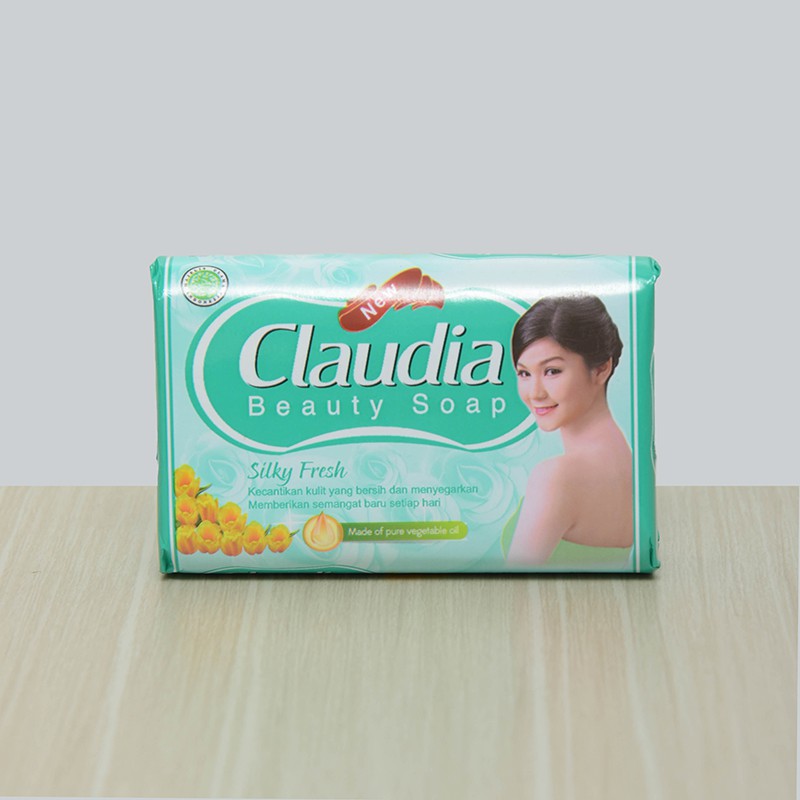 New
Claudia
Beauty Soap
Silky Fresh
Kecantikan kulit yang bersih dan menyegarkan
Memberikan semangat baru setiap hari
Made of pure vegetable oil